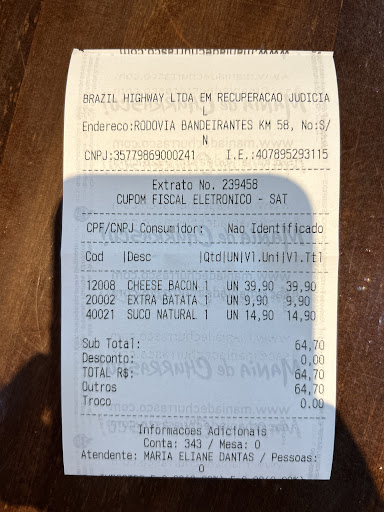 BRAZIL HIGHWAY LTDA EM RECUPERACAO JUDICIA
L
Endereco:RODOVIA BANDEIRANTES KM 58, No:S/
N
CNPJ:35779869000241 I.E.:407895293115
Extrato No. 239458
CUPOM FISCAL ELETRONICO - SAT
CPF/CNPJ Consumidor: Nao Identificado
Cod |Desc |Qtd|UN|Vl.Uni|Vl.Ttl
12008 CHEESE BACON 1 UN 39,90 39,90
20002 EXTRA BATATA 1 UN 9,90 9,90
40021 SUCO NATURAL 1 UN 14,90 14,90
Sub Total: 64,70
Desconto: 0,00
TOTAL R$: 64,70
Outros 64,70
Troco 0,00
Informacoes Adicionais
Conta: 343 / Mesa: 0
Atendente: MARIA ELIANE DANTAS / Pessoas:
0